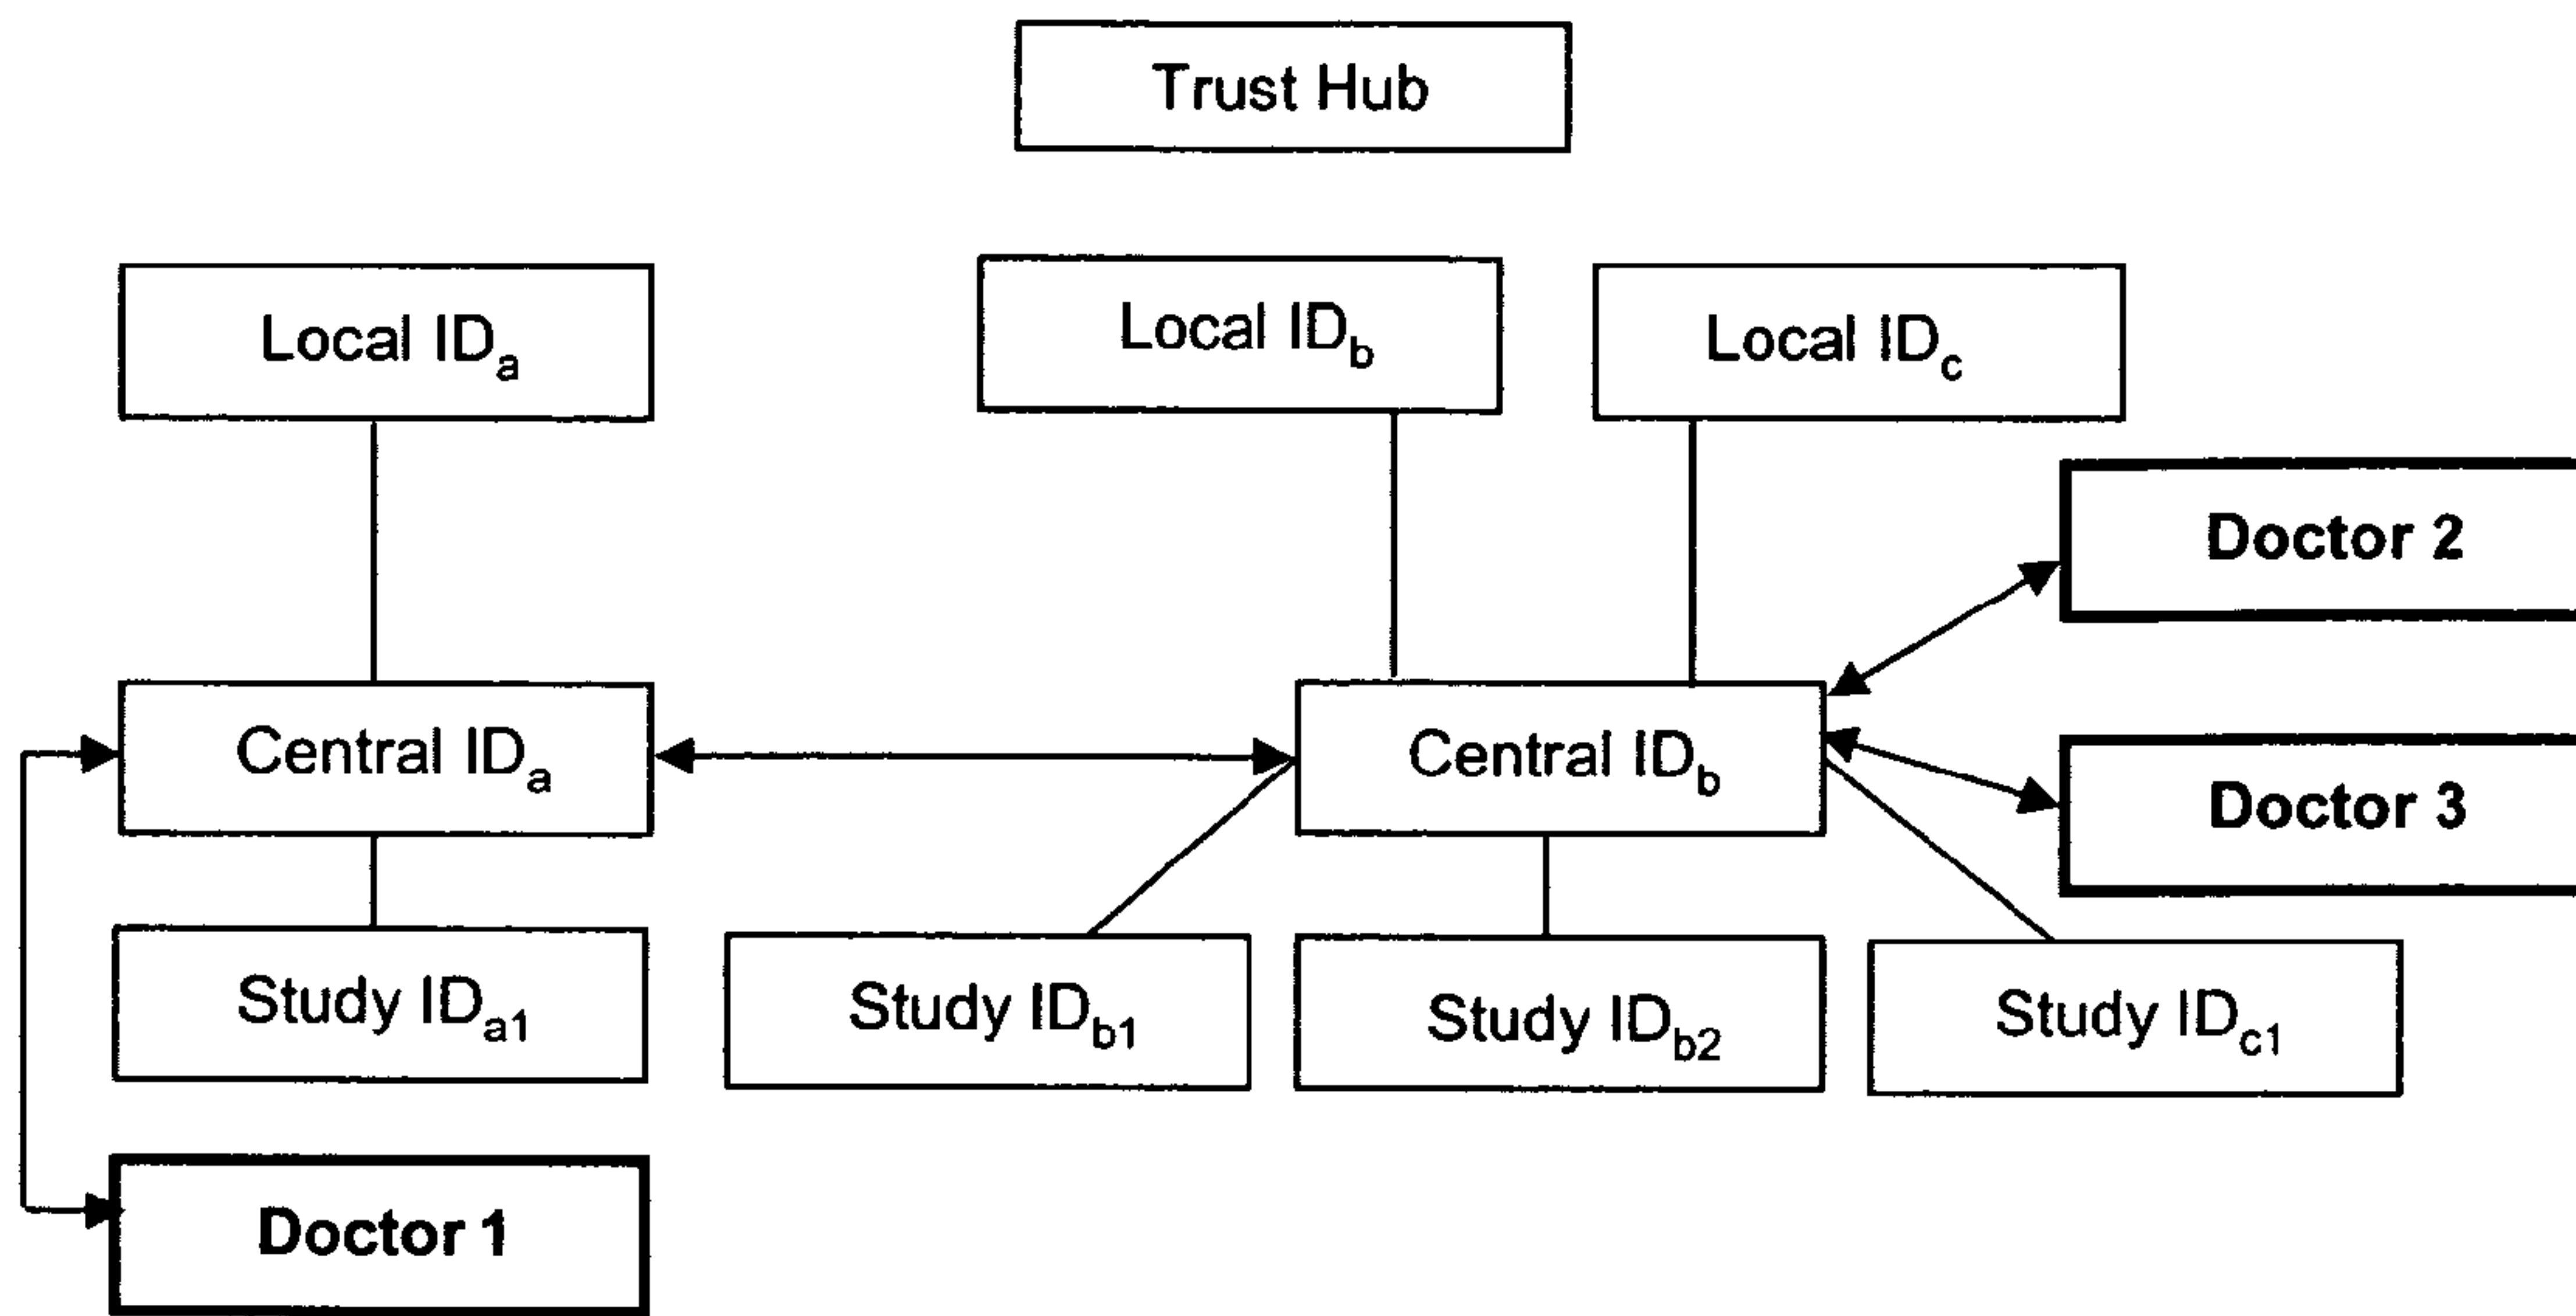 Trust Hub
Local IDa
Local IDb
Local IDc
Doctor 2
Central IDa
Central IDb
Doctor 3
Study IDa1
Study IDb1
Study IDb2
Study IDc1
Doctor 1